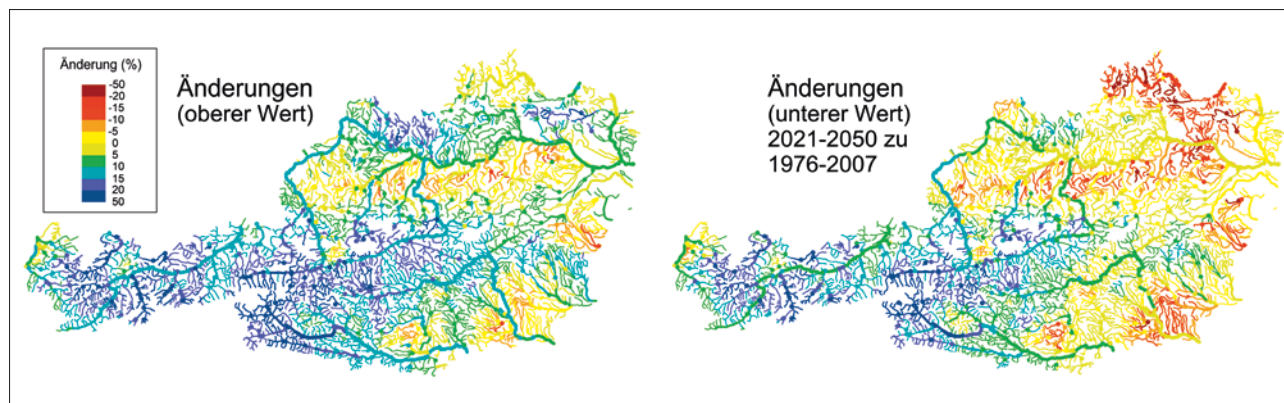 Änderung (%)
-50
-20
-15
-10
-5
0
5
10
15
20
50
Änderungen
(oberer Wert)
Änderungen
(unterer Wert)
2021-2050 zu
1976-2007